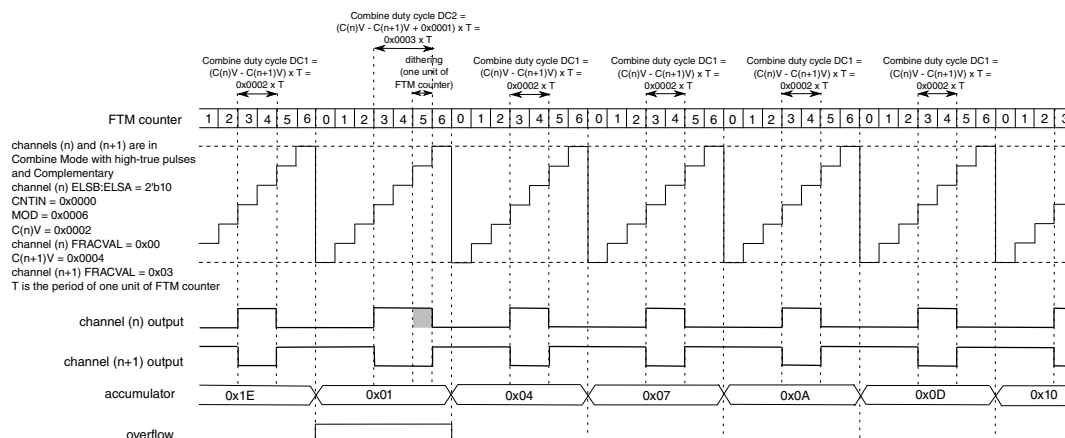 Combine duty cycle DC2 =
(C(n)V - C(n+1)V + 0x0001) x T =
0x0003 x T
Combine duty cycle DC1 =
(C(n)V - C(n+1)V) x T =
0x0002 x T
dithering
(one unit of
FTM counter)
Combine duty cycle DC1 =
(C(n)V - C(n+1)V) x T =
0x0002 x T
Combine duty cycle DC1 =
(C(n)V - C(n+1)V) x T =
0x0002 x T
Combine duty cycle DC1 =
(C(n)V - C(n+1)V) x T =
0x0002 x T
Combine duty cycle DC1 =
(C(n)V - C(n+1)V) x T =
0x0002 x T
FTM counter 1 2 3 4 5 6 0 1 2 3 4 5 6 0 1 2 3 4 5 6 0 1 2 3 4 5 6 0 1 2 3 4 5 6 0 1 2 3 4 5 6 0 1 2 3
channels (n) and (n+1) are in
Combine Mode with high-true pulses
and Complementary
channel (n) ELSB:ELSA = 2'b10
CNTIN = 0x0000
MOD = 0x0006
C(n)V = 0x0002
channel (n) FRACVAL = 0x00
C(n+1)V = 0x0004
channel (n+1) FRACVAL = 0x03
T is the period of one unit of FTM counter
channel (n) output
channel (n+1) output
accumulator 0x1E 0x01 0x04 0x07 0x0A 0x0D 0x10
overflow